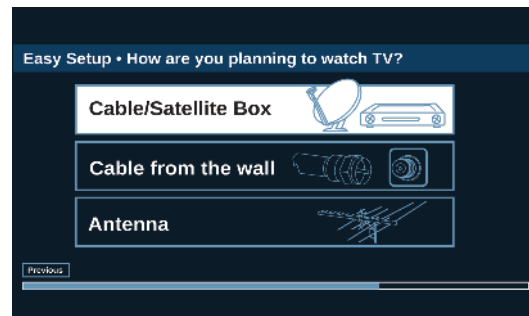 Easy Setup • How are you planning to watch TV?
Cable/Satellite Box
Cable from the wall
Antenna
Previous